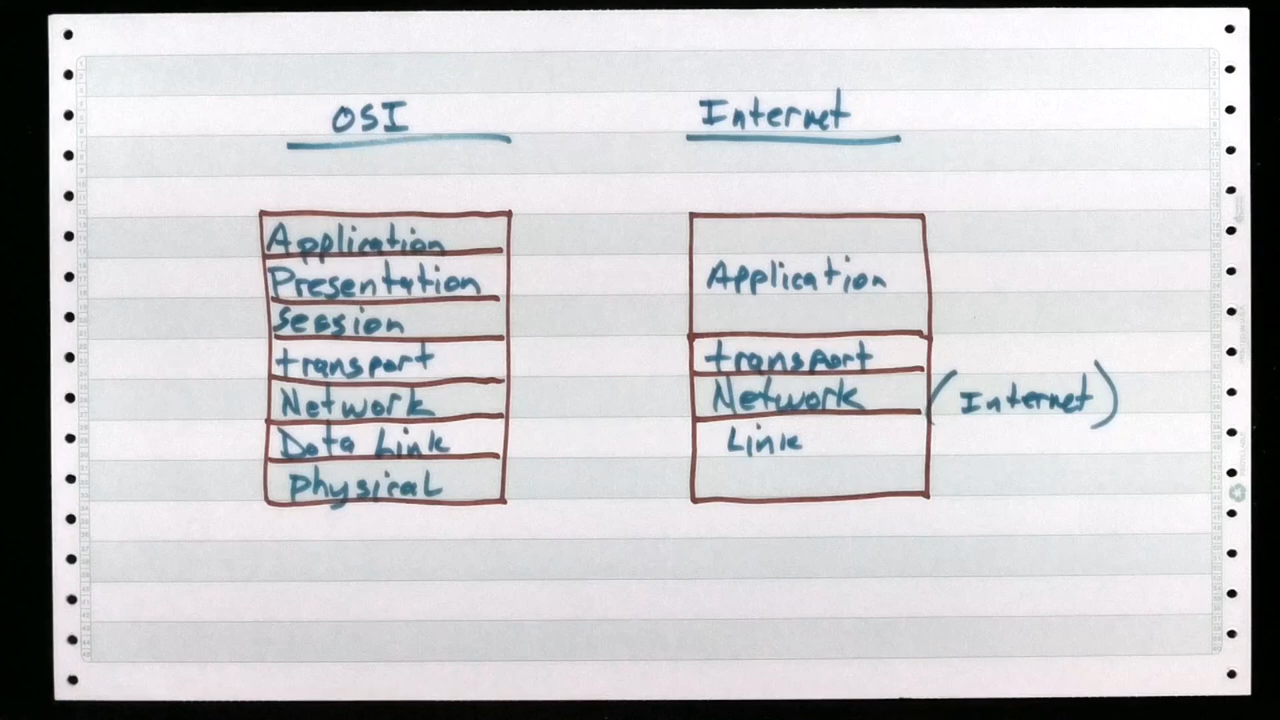 OSI
Internet
Application
Presentation
Session
transport
Network
Data Link
physical
Application
transport
Network
(Internet)
Link